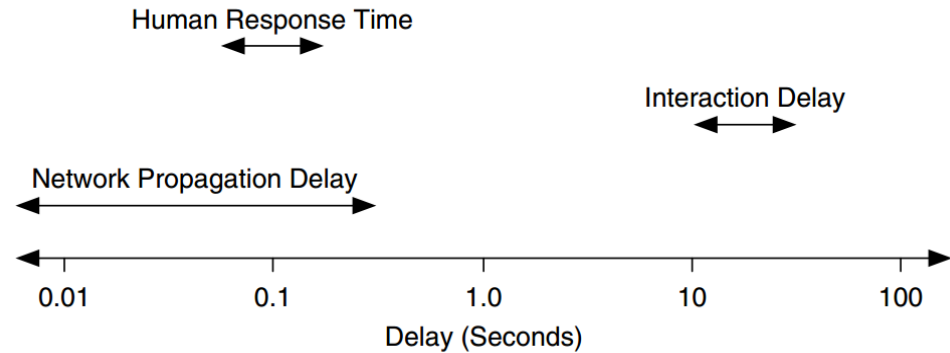 Human Response Time
Interaction Delay
Network Propagation Delay
0.01 0.1 1.0 10 100
Delay (Seconds)